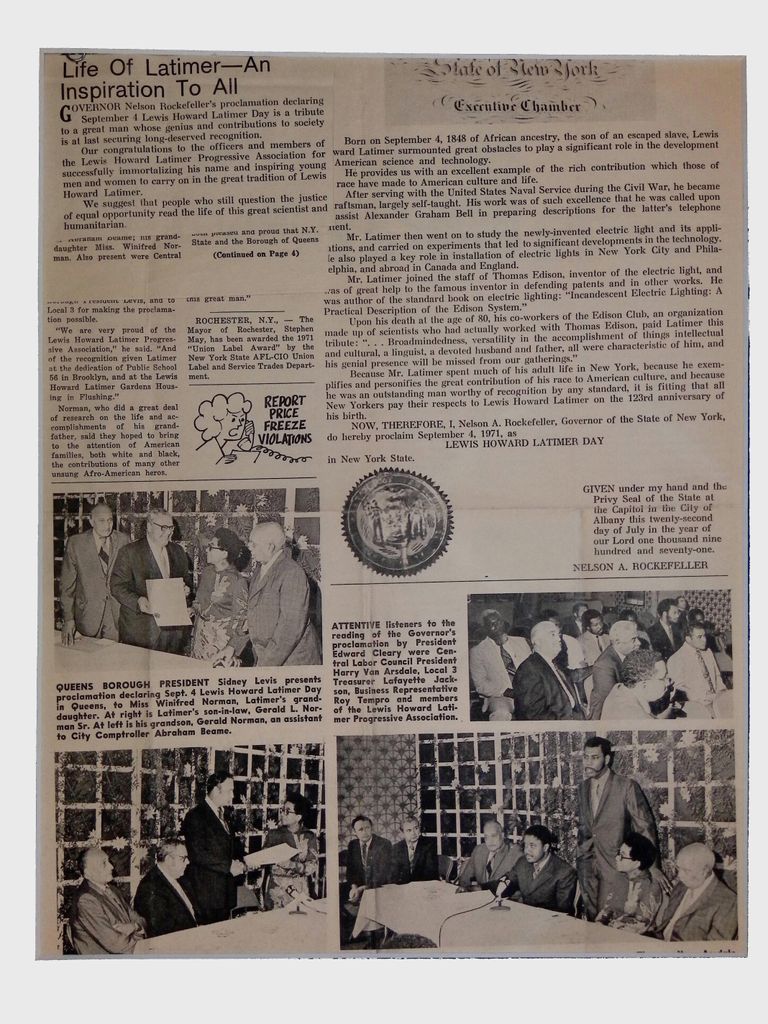 Life Of Latimer—An
Inspiration To All
GOVERNOR Nelson Rockefeller's proclamation declaring
September 4 Lewis Howard Latimer Day is a tribute
to a great man whose genius and contributions to society
is at last securing long-deserved recognition.
Our congratulations to the officers and members of
the Lewis Howard Latimer Progressive Association for
successfully immortalizing his name and inspiring young
men and women to carry on in the great tradition of Lewis
Howard Latimer.
We suggest that people who still question the justice
of equal opportunity read the life of this great scientist and
humanitarian.
Abraham Beame; his grand-
daughter Miss. Winifred Nor-
man. Also present were Central
both pleased and proud that N.Y.
State and the Borough of Queens
(Continued on Page 4)
President Levis, and to
Local 3 for making the proclama-
tion possible.
"We are very proud of the
Lewis Howard Latimer Progres-
sive Association," he said. "And
of the recognition given Latimer
at the dedication of Public School
56 in Brooklyn, and at the Lewis
Howard Latimer Gardens Hous-
ing in Flushing."
Norman, who did a great deal
of research on the life and ac-
complishments of his grand-
father, said they hoped to bring
to the attention of American
families, both white and black,
the contributions of many other
unsung Afro-American heros.
this great man."
ROCHESTER, N.Y., — The
Mayor of Rochester, Stephen
May, has been awarded the 1971
"Union Label Award" by the
New York State AFL-CIO Union
Label and Service Trades Depart-
ment.
REPORT
PRICE
FREEZE
VIOLATIONS
State of New York
Executive Chamber
Born on September 4, 1848 of African ancestry, the son of an escaped slave, Lewis
ward Latimer surmounted great obstacles to play a significant role in the development
American science and technology.
He provides us with an excellent example of the rich contribution which those of
race have made to American culture and life.
After serving with the United States Naval Service during the Civil War, he became
raftsman, largely self-taught. His work was of such excellence that he was called upon
assist Alexander Graham Bell in preparing descriptions for the latter's telephone
ent.
Mr. Latimer then went on to study the newly-invented electric light and its appli-
tions, and carried on experiments that led to significant developments in the technology.
e also played a key role in installation of electric lights in New York City and Phila-
elphia, and abroad in Canada and England.
Mr. Latimer joined the staff of Thomas Edison, inventor of the electric light, and
as of great help to the famous inventor in defending patents and in other works. He
was author of the standard book on electric lighting: "Incandescent Electric Lighting: A
Practical Description of the Edison System."
Upon his death at the age of 80, his co-workers of the Edison Club, an organization
made up of scientists who had actually worked with Thomas Edison, paid Latimer this
tribute: ". . . Broadmindedness, versatility in the accomplishment of things intellectual
and cultural, a linguist, a devoted husband and father, all were characteristic of him, and
his genial presence will be missed from our gatherings."
Because Mr. Latimer spent much of his adult life in New York, because he exem-
plifies and personifies the great contribution of his race to American culture, and because
he was an outstanding man worthy of recognition by any standard, it is fitting that all
New Yorkers pay their respects to Lewis Howard Latimer on the 123rd anniversary of
his birth.
NOW, THEREFORE, I, Nelson A. Rockefeller, Governor of the State of New York,
do hereby proclaim September 4, 1971, as
LEWIS HOWARD LATIMER DAY
in New York State.
GIVEN under my hand and the
Privy Seal of the State at
the Capitol in the City of
Albany this twenty-second
day of July in the year of
our Lord one thousand nine
hundred and seventy-one.
NELSON A. ROCKEFELLER
QUEENS BOROUGH PRESIDENT Sidney Levis presents
proclamation declaring Sept. 4 Lewis Howard Latimer Day
in Queens, to Miss Winifred Norman, Latimer's grand-
daughter. At right is Latimer's son-in-law, Gerald L. Nor-
man Sr. At left is his grandson, Gerald Norman, an assistant
to City Comptroller Abraham Beame.
ATTENTIVE listeners to the
reading of the Governor's
proclamation by President
Edward Cleary were Cen-
tral Labor Council President
Harry Van Arsdale, Local 3
Treasurer Lafayette Jack-
son, Business Representative
Roy Tempro and members
of the Lewis Howard Lati-
mer Progressive Association.